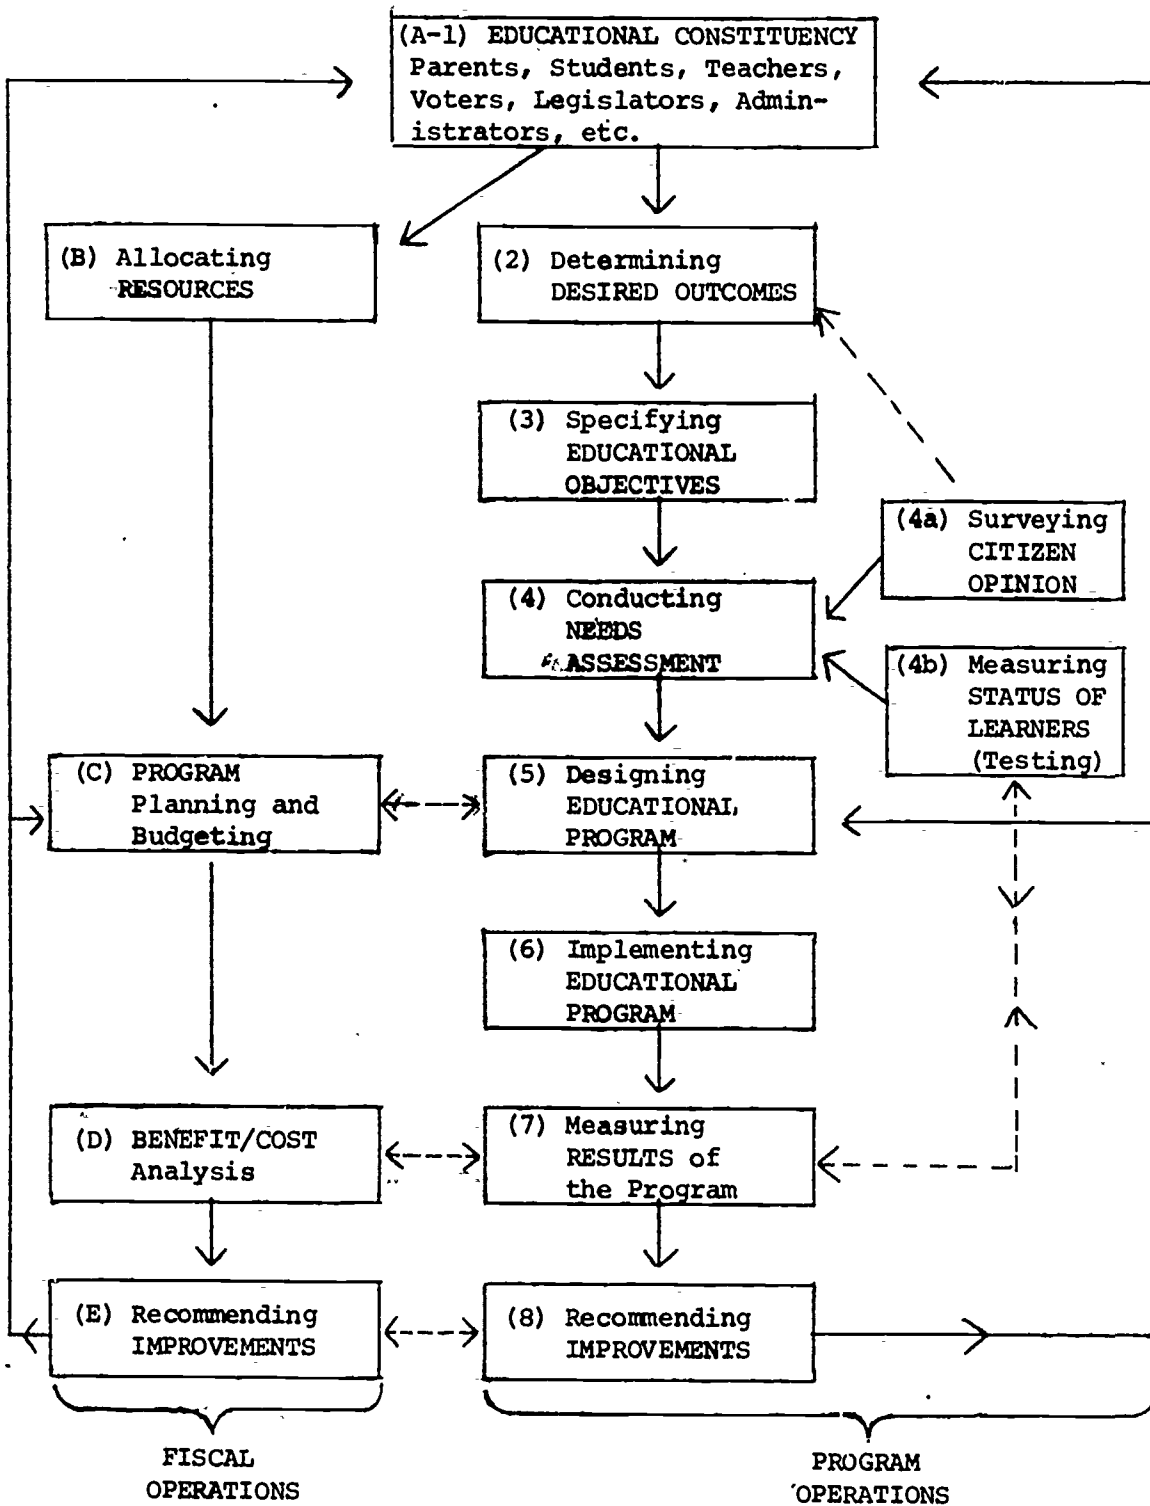 (A-1) EDUCATIONAL CONSTITUENCY
Parents, Students, Teachers,
Voters, Legislators, Admin-
istrators, etc.
(B) Allocating
RESOURCES
(2) Determining
DESIRED OUTCOMES
(3) Specifying
EDUCATIONAL
OBJECTIVES
(4a) Surveying
CITIZEN
OPINION
(4) Conducting
NEEDS
ASSESSMENT
(4b) Measuring
STATUS OF
LEARNERS
(Testing)
(C) PROGRAM
Planning and
Budgeting
(5) Designing
EDUCATIONAL
PROGRAM
(6) Implementing
EDUCATIONAL
PROGRAM
(D) BENEFIT/COST
Analysis
(7) Measuring
RESULTS of
the Program
(E) Recommending
IMPROVEMENTS
(8) Recommending
IMPROVEMENTS
FISCAL
OPERATIONS
PROGRAM
OPERATIONS